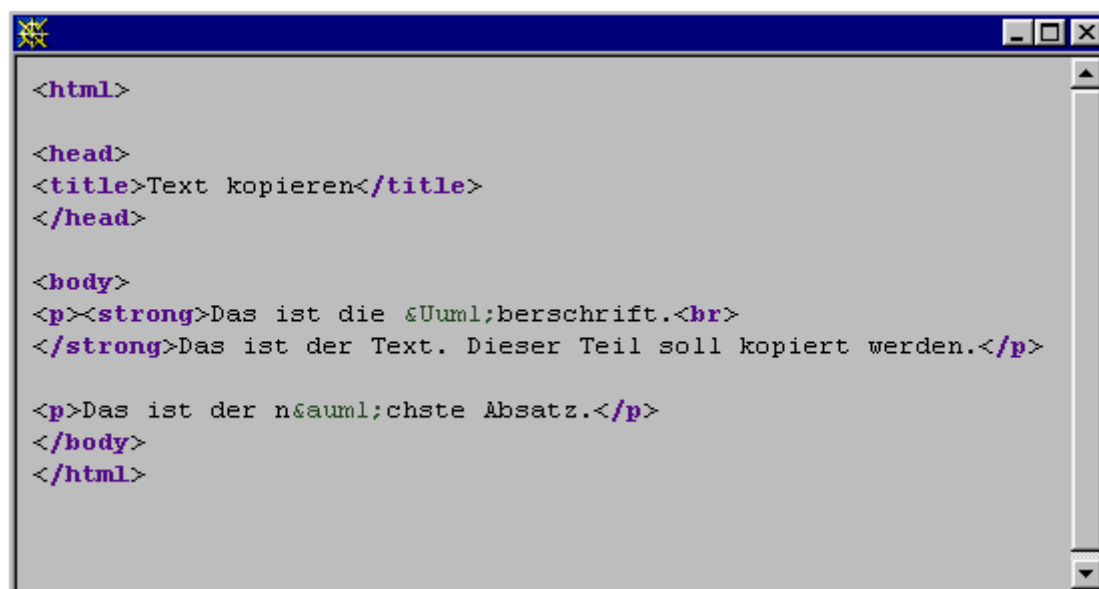 <html>
<head>
<title>Text kopieren</title>
</head>
<body>
<p><strong>Das ist die &Uuml;berschrift.<br>
</strong>Das ist der Text. Dieser Teil soll kopiert werden.</p>
<p>Das ist der n&auml;chste Absatz.</p>
</body>
</html>